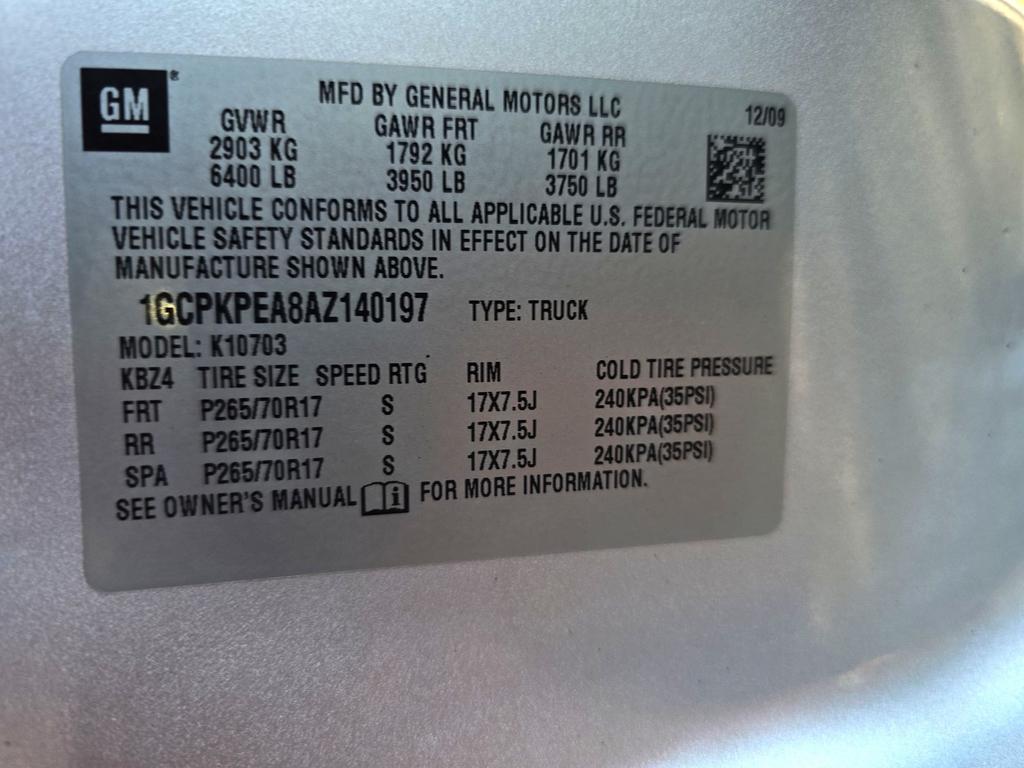 GM®
MFD BY GENERAL MOTORS LLC 12/09
GVWR GAWR FRT GAWR RR
2903 KG 1792 KG 1701 KG
6400 LB 3950 LB 3750 LB
THIS VEHICLE CONFORMS TO ALL APPLICABLE U.S. FEDERAL MOTOR
VEHICLE SAFETY STANDARDS IN EFFECT ON THE DATE OF
MANUFACTURE SHOWN ABOVE.
1GCPKPEA8AZ140197 TYPE: TRUCK
MODEL: K10703
KBZ4 TIRE SIZE SPEED RTG RIM COLD TIRE PRESSURE
FRT P265/70R17 S 17X7.5J 240KPA(35PSI)
RR P265/70R17 S 17X7.5J 240KPA(35PSI)
SPA P265/70R17 S 17X7.5J 240KPA(35PSI)
SEE OWNER'S MANUAL i FOR MORE INFORMATION.